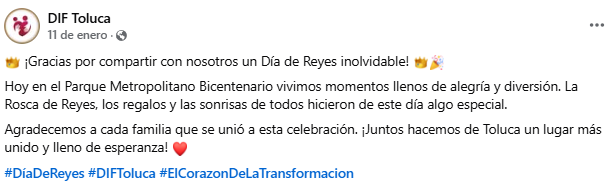 DIF Toluca
11 de enero ·
👑 ¡Gracias por compartir con nosotros un Día de Reyes inolvidable! 👑🎉
Hoy en el Parque Metropolitano Bicentenario vivimos momentos llenos de alegría y diversión. La
Rosca de Reyes, los regalos y las sonrisas de todos hicieron de este día algo especial.
Agradecemos a cada familia que se unió a esta celebración. ¡Juntos hacemos de Toluca un lugar más
unido y lleno de esperanza! ❤️
#DíaDeReyes #DIFToluca #ElCorazonDeLaTransformacion